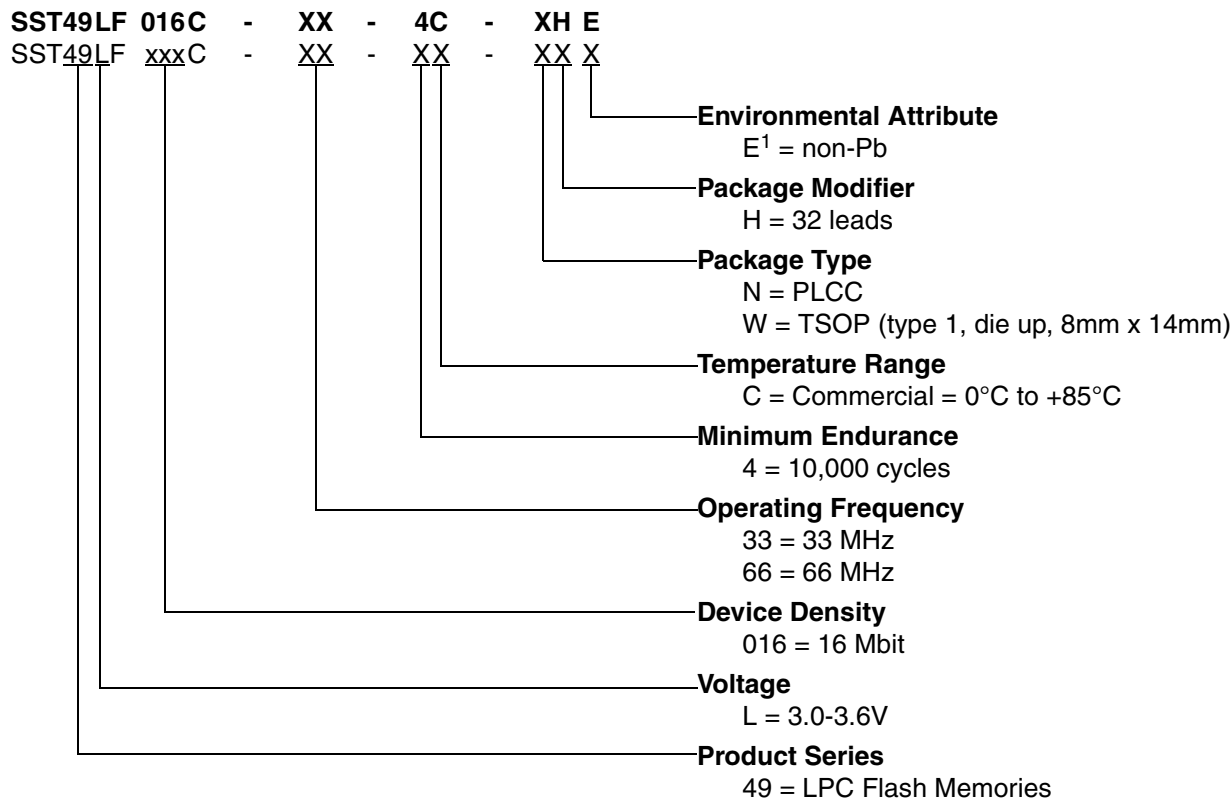 SST49LF 016C - XX - 4C - XH E
SST49LF xxxC - XX - XX - XX X
Environmental Attribute
E¹ = non-Pb
Package Modifier
H = 32 leads
Package Type
N = PLCC
W = TSOP (type 1, die up, 8mm x 14mm)
Temperature Range
C = Commercial = 0°C to +85°C
Minimum Endurance
4 = 10,000 cycles
Operating Frequency
33 = 33 MHz
66 = 66 MHz
Device Density
016 = 16 Mbit
Voltage
L = 3.0-3.6V
Product Series
49 = LPC Flash Memories